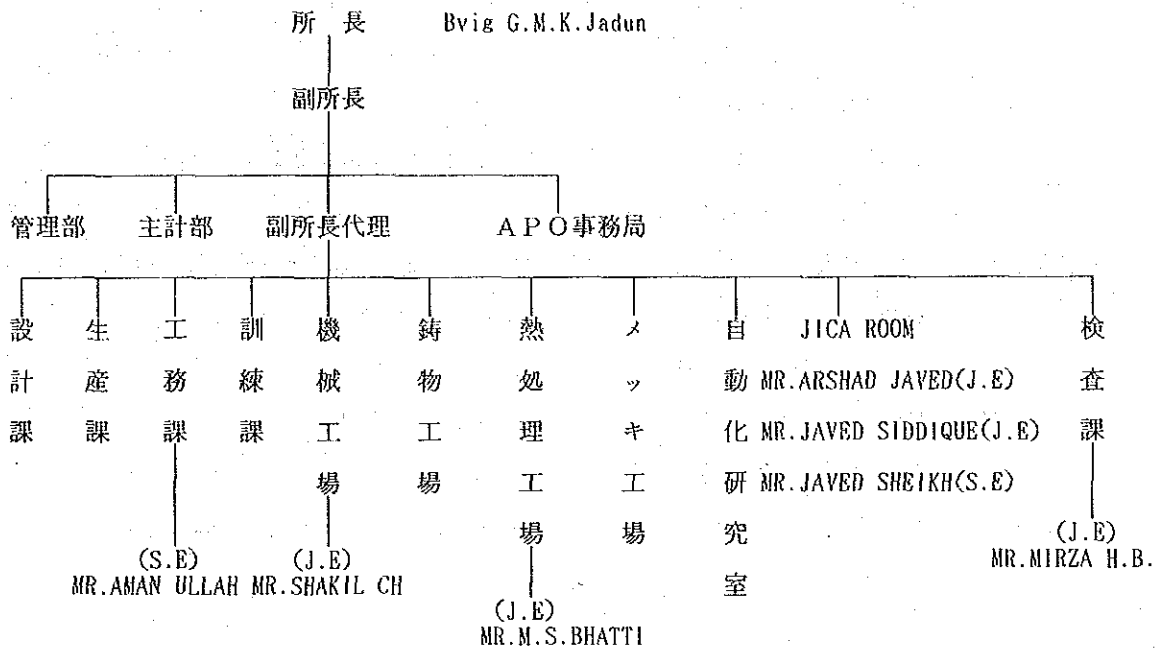 所 長 Bvig G.M.K.Jadun
副所長
管理部 主計部 副所長代理 APO事務局
設計課
生産課
工務課
訓練課
機械工場
鋳物工場
熱処理工場
メッキ工場
自動化研究室
JICA ROOM
MR.ARSHAD JAVED(J.E)
MR.JAVED SIDDIQUE(J.E)
MR.JAVED SHEIKH(S.E)
検査課
(S.E)
MR.AMAN ULLAH
(J.E)
MR.SHAKIL CH
(J.E)
MR.M.S.BHATTI
(J.E)
MR.MIRZA H.B.